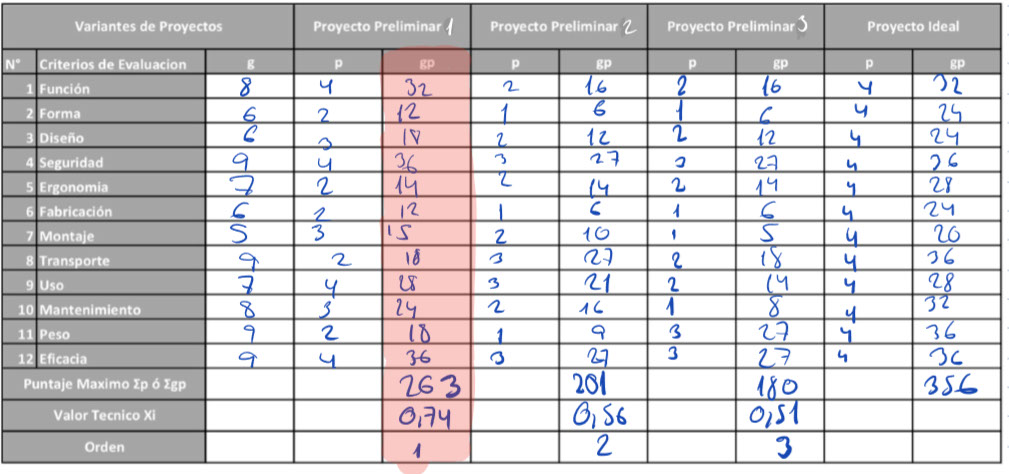 Variantes de Proyectos Proyecto Preliminar 1 Proyecto Preliminar 2 Proyecto Preliminar 3 Proyecto Ideal
N° Criterios de Evaluacion g p gp p gp p gp p gp
1 Función 8 4 32 2 16 2 16 4 32
2 Forma 6 2 12 1 6 1 6 4 24
3 Diseño 6 3 18 2 12 2 12 4 24
4 Seguridad 9 4 36 3 27 3 27 4 36
5 Ergonomia 7 2 14 2 14 2 14 4 28
6 Fabricación 6 2 12 1 6 1 6 4 24
7 Montaje 5 3 15 2 10 1 5 4 20
8 Transporte 9 2 18 3 27 2 18 4 36
9 Uso 7 4 28 3 21 2 14 4 28
10 Mantenimiento 8 3 24 2 16 1 8 4 32
11 Peso 9 2 18 1 9 3 27 4 36
12 Eficacia 9 4 36 3 27 3 27 4 36
Puntaje Maximo Σp ó Σgp 263 201 180 356
Valor Tecnico Xi 0,74 0,56 0,51
Orden 1 2 3